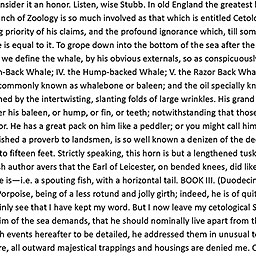 nsider it an honor. Listen, wise Stubb. In old England the greatest l
nch of Zoology is so much involved as that which is entitled Cetol
g priority of his claims, and the profound ignorance which, till som
e is equal to it. To grope down into the bottom of the sea after the
we define the whale, by his obvious externals, so as conspicuously
n-Back Whale; IV. the Hump-backed Whale; V. the Razor Back Wha
commonly known as whalebone or baleen; and the oil specially kn
ned by the intertwisting, slanting folds of large wrinkles. His grand
er his baleen, or hump, or fin, or teeth; notwithstanding that those
or. He has a great pack on him like a peddler; or you might call him
ished a proverb to landsmen, is so well known a denizen of the de
to fifteen feet. Strictly speaking, this horn is but a lengthened tusk
sh author avers that the Earl of Leicester, on bended knees, did like
e is—i.e. a spouting fish, with a horizontal tail. BOOK III. (Duodecin
Porpoise, being of a less rotund and jolly girth; indeed, he is of quit
inly see that I have kept my word. But I now leave my cetological S
im of the sea demands, that he should nominally live apart from th
h events hereafter to be detailed, he addressed them in unusual te
re, all outward majestical trappings and housings are denied me. O